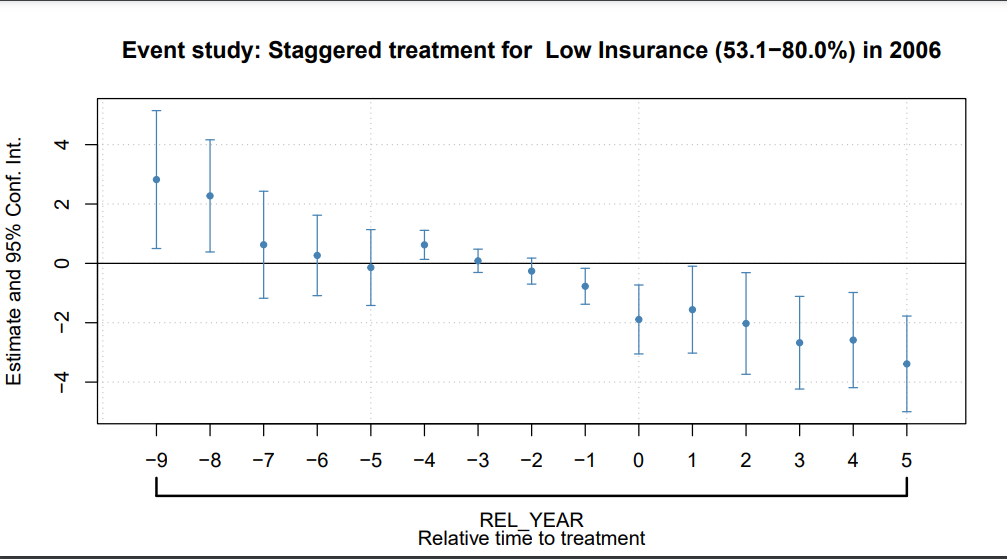 Event study: Staggered treatment for  Low Insurance (53.1−80.0%) in 2006
Estimate and 95% Conf. Int.
4
2
0
−2
−4
−9 −8 −7 −6 −5 −4 −3 −2 −1 0 1 2 3 4 5
REL_YEAR
Relative time to treatment